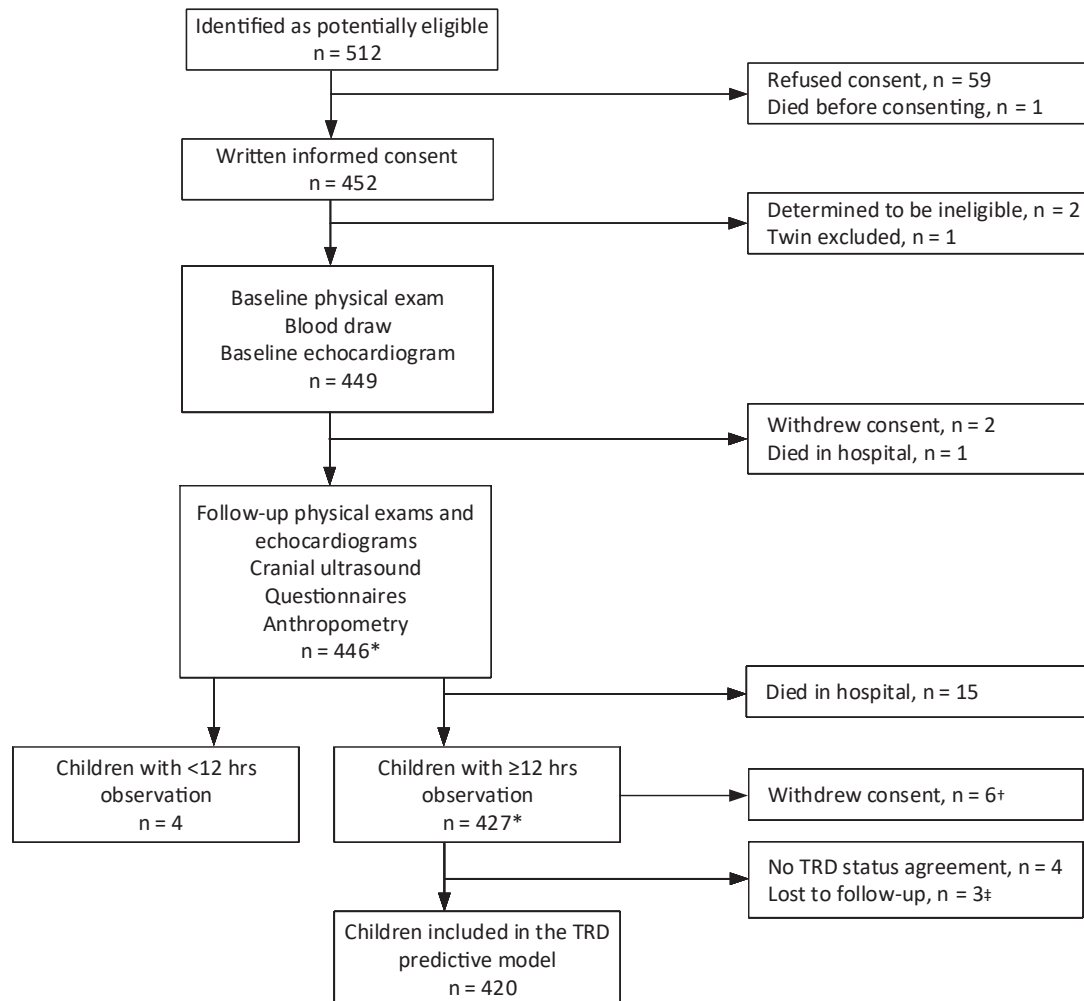 Identified as potentially eligible
n = 512
Refused consent, n = 59
Died before consenting, n = 1
Written informed consent
n = 452
Determined to be ineligible, n = 2
Twin excluded, n = 1
Baseline physical exam
Blood draw
Baseline echocardiogram
n = 449
Withdrew consent, n = 2
Died in hospital, n = 1
Follow-up physical exams and
echocardiograms
Cranial ultrasound
Questionnaires
Anthropometry
n = 446*
Died in hospital, n = 15
Children with <12 hrs
observation
n = 4
Children with ≥12 hrs
observation
n = 427*
Withdrew consent, n = 6†
No TRD status agreement, n = 4
Lost to follow-up, n = 3‡
Children included in the TRD
predictive model
n = 420